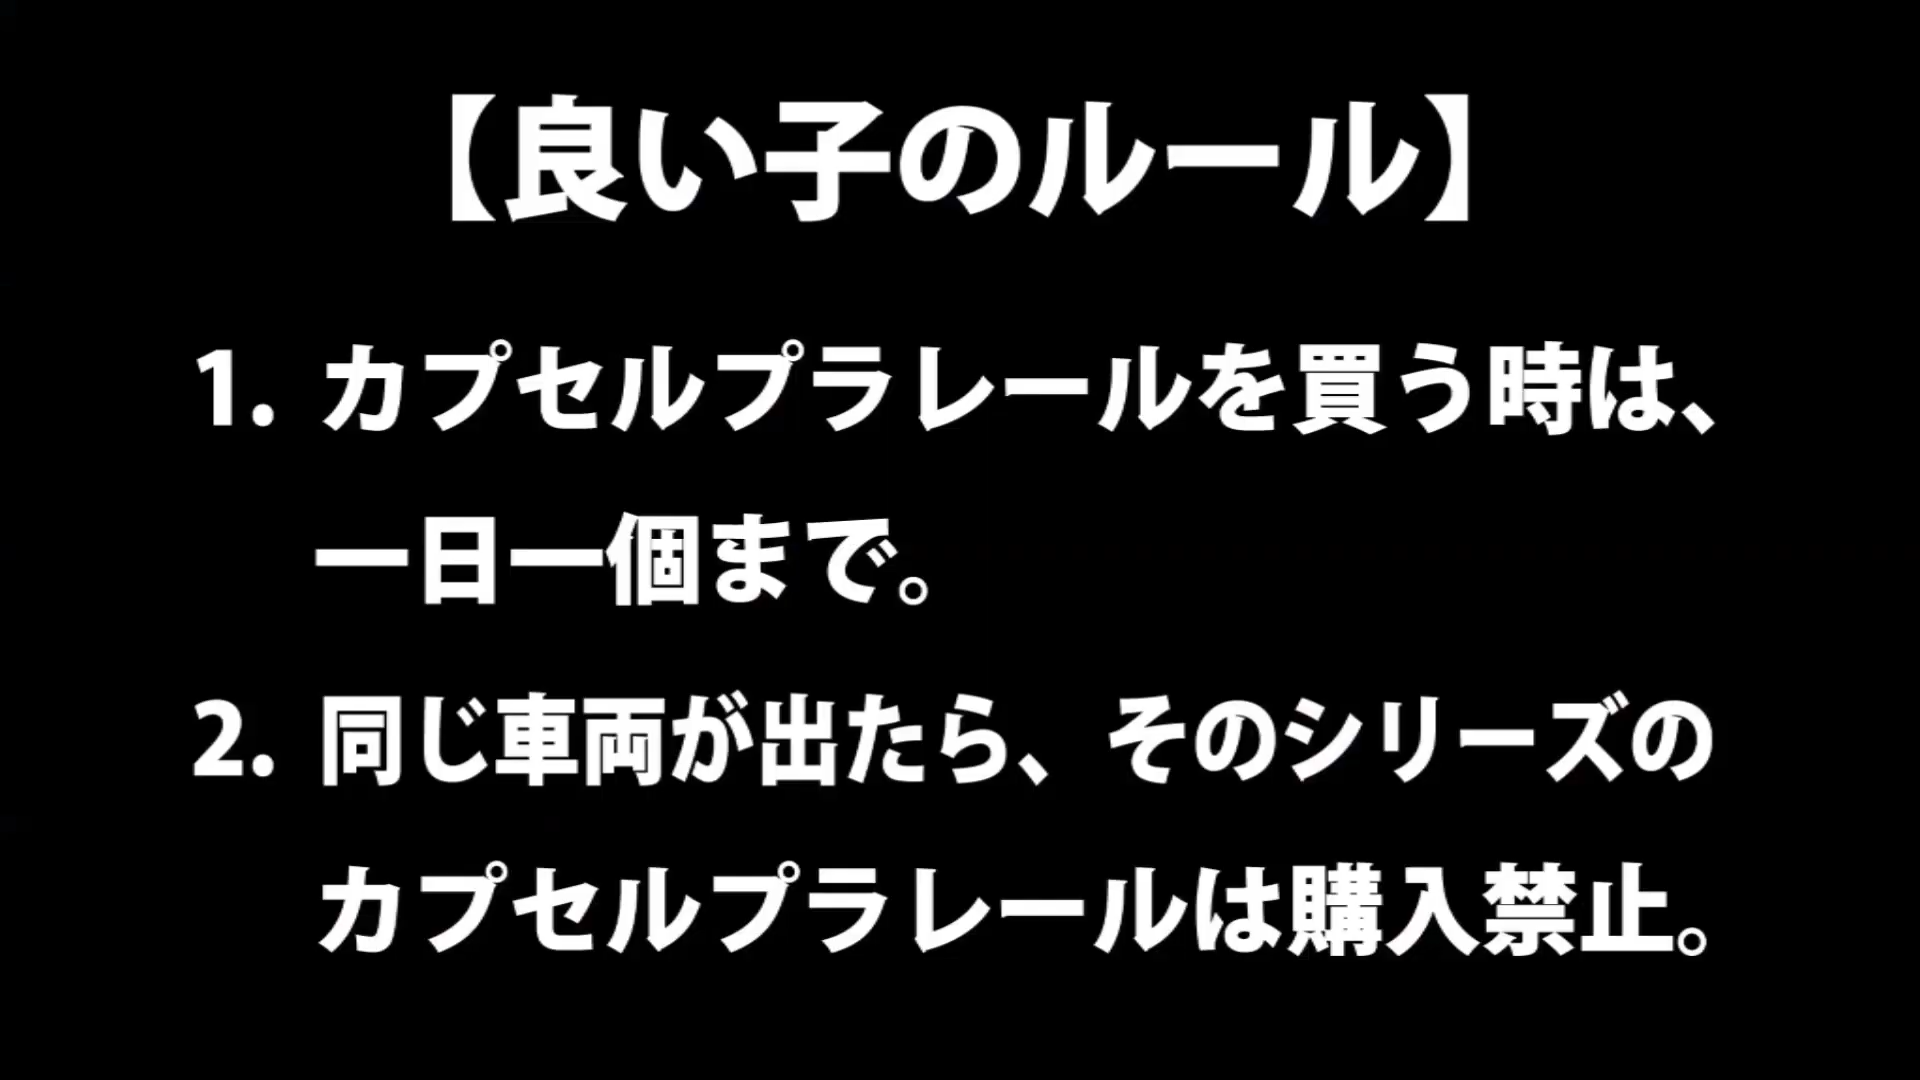 【良い子のルール】
1. カプセルプラレールを買う時は、
一日一個まで。
2. 同じ車両が出たら、そのシリーズの
カプセルプラレールは購入禁止。